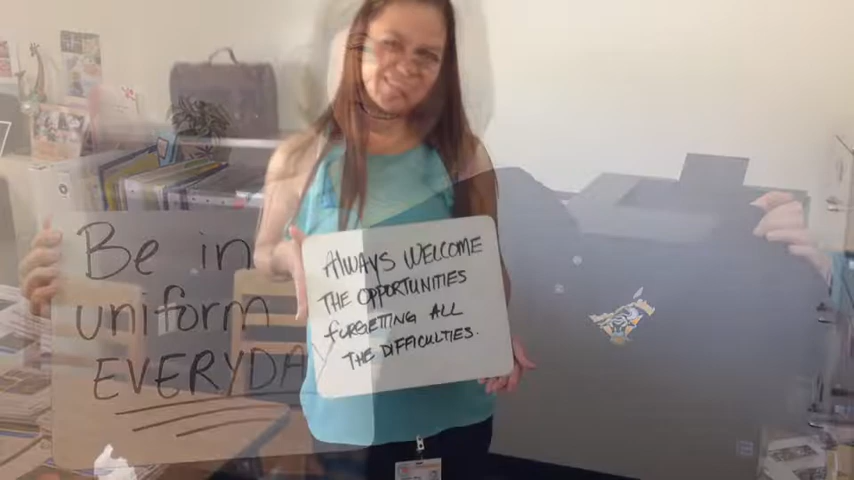 Be in
uniform
EVERYDAY
ALWAYS WELCOME
THE OPPORTUNITIES
FORGETTING ALL
THE DIFFICULTIES.